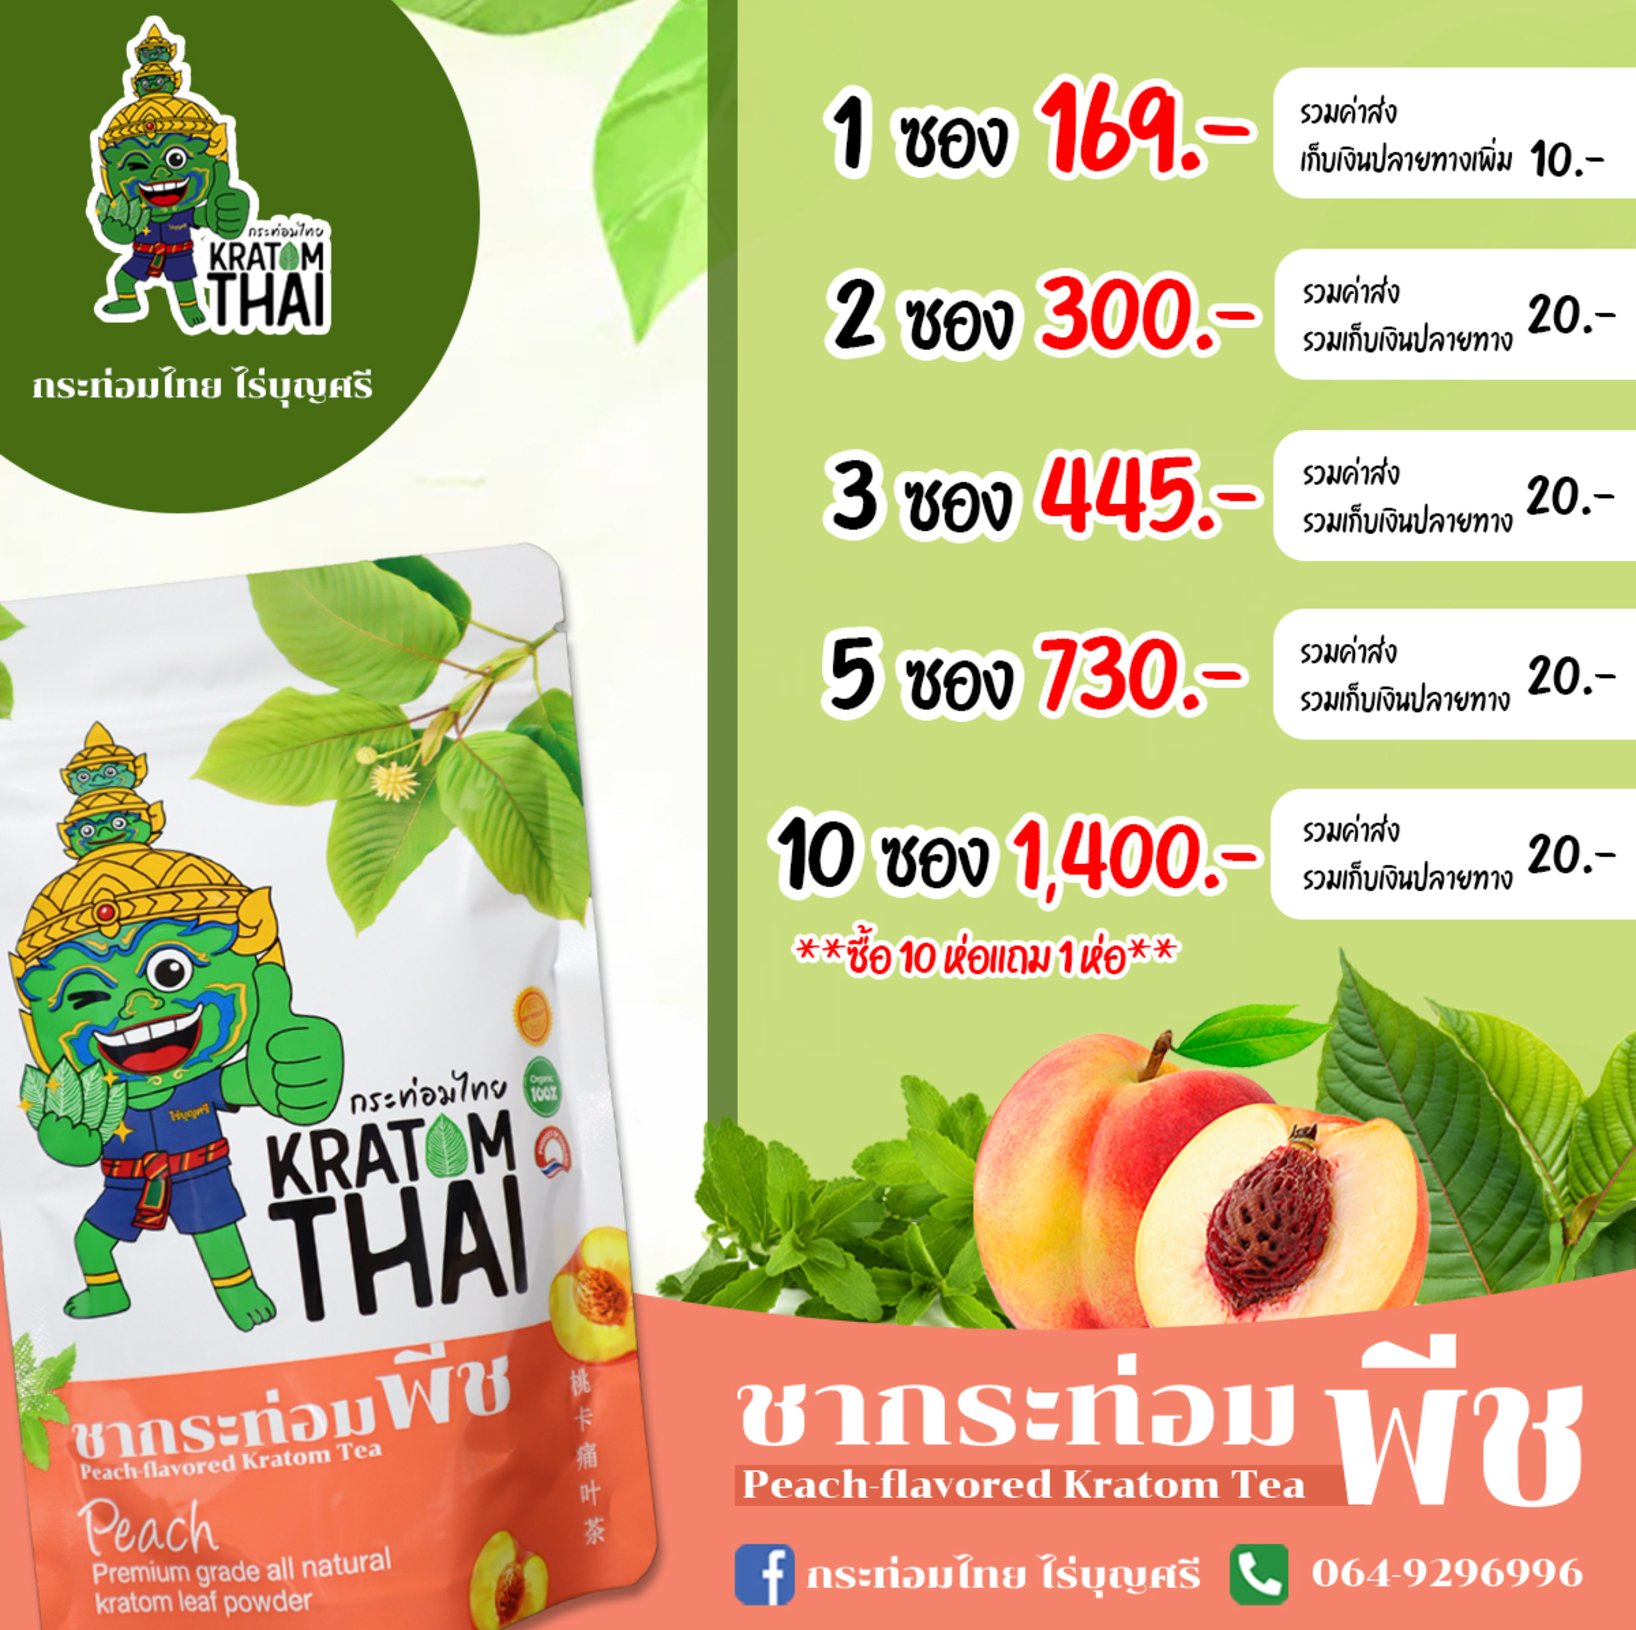 กระท่อมไทย
KRATOM
THAI
กระท่อมไทย ไร่บุญศรี
1 ซอง 169.-
รวมค่าส่ง
เก็บเงินปลายทางเพิ่ม 10.-
2 ซอง 300.-
รวมค่าส่ง
รวมเก็บเงินปลายทาง 20.-
3 ซอง 445.-
รวมค่าส่ง
รวมเก็บเงินปลายทาง 20.-
5 ซอง 730.-
รวมค่าส่ง
รวมเก็บเงินปลายทาง 20.-
10 ซอง 1,400.-
รวมค่าส่ง
รวมเก็บเงินปลายทาง 20.-
**ซื้อ 10 ห่อแถม 1 ห่อ**
ไร่บุญศรี
Organic
100%
กระท่อมไทย
KRATOM
THAI
ชากระท่อมพีช
Peach-flavored Kratom Tea
Peach
Premium grade all natural
kratom leaf powder
桃卡痛叶茶
ชากระท่อมพีช
Peach-flavored Kratom Tea
กระท่อมไทย ไร่บุญศรี
064-9296996